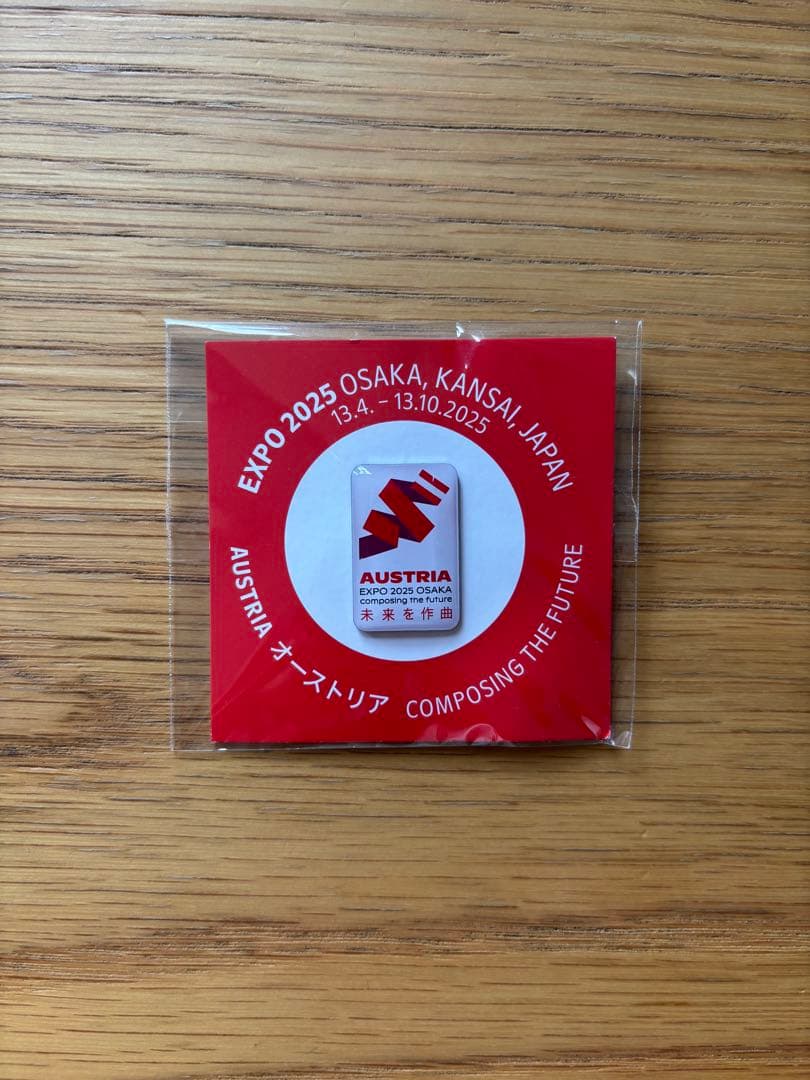 EXPO 2025 OSAKA, KANSAI, JAPAN
13.4. – 13.10.2025
AUSTRIA
EXPO 2025 OSAKA
composing the future
未来を作曲
AUSTRIA オーストリア COMPOSING THE FUTURE